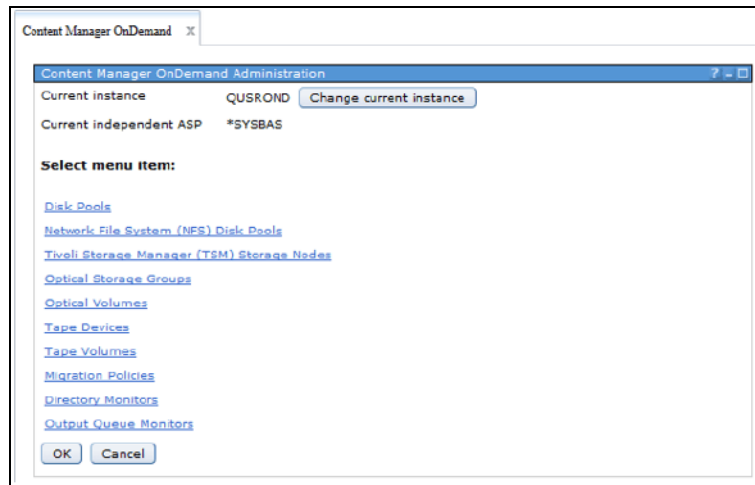 Content Manager OnDemand X
Content Manager OnDemand Administration ? - □
Current instance QUSROND Change current instance
Current independent ASP *SYSBAS
Select menu item:
Disk Pools
Network File System (NFS) Disk Pools
Tivoli Storage Manager (TSM) Storage Nodes
Optical Storage Groups
Optical Volumes
Tape Devices
Tape Volumes
Migration Policies
Directory Monitors
Output Queue Monitors
OK Cancel